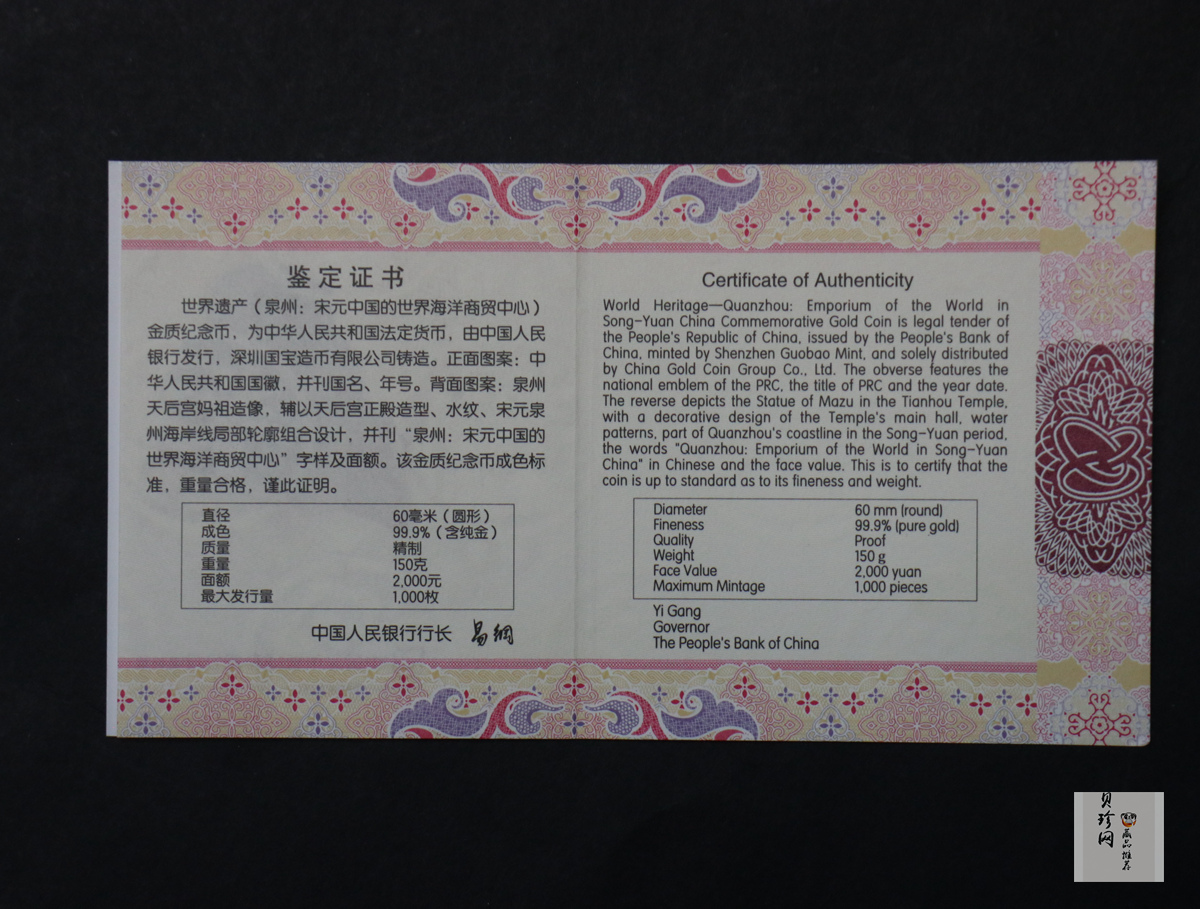 鉴定证书
世界遗产（泉州：宋元中国的世界海洋商贸中心）
金质纪念币，为中华人民共和国法定货币，由中国人民
银行发行，深圳国宝造币有限公司铸造。正面图案：中
华人民共和国国徽，并刊国名、年号。背面图案：泉州
天后宫妈祖造像，辅以天后宫正殿造型、水纹、宋元泉
州海岸线局部轮廓组合设计，并刊“泉州：宋元中国的
世界海洋商贸中心”字样及面额。该金质纪念币成色标
准，重量合格，谨此证明。
直径 60毫米（圆形）
成色 99.9%（含纯金）
质量 精制
重量 150克
面额 2,000元
最大发行量 1,000枚
中国人民银行行长 易纲
Certificate of Authenticity
World Heritage—Quanzhou: Emporium of the World in
Song-Yuan China Commemorative Gold Coin is legal tender of
the People's Republic of China, issued by the People's Bank of
China, minted by Shenzhen Guobao Mint, and solely distributed
by China Gold Coin Group Co., Ltd. The obverse features the
national emblem of the PRC, the title of PRC and the year date.
The reverse depicts the Statue of Mazu in the Tianhou Temple,
with a decorative design of the Temple's main hall, water
patterns, part of Quanzhou's coastline in the Song-Yuan period,
the words "Quanzhou: Emporium of the World in Song-Yuan
China" in Chinese and the face value. This is to certify that the
coin is up to standard as to its fineness and weight.
Diameter 60 mm (round)
Fineness 99.9% (pure gold)
Quality Proof
Weight 150 g
Face Value 2,000 yuan
Maximum Mintage 1,000 pieces
Yi Gang
Governor
The People's Bank of China
贝珍网
藏品推荐